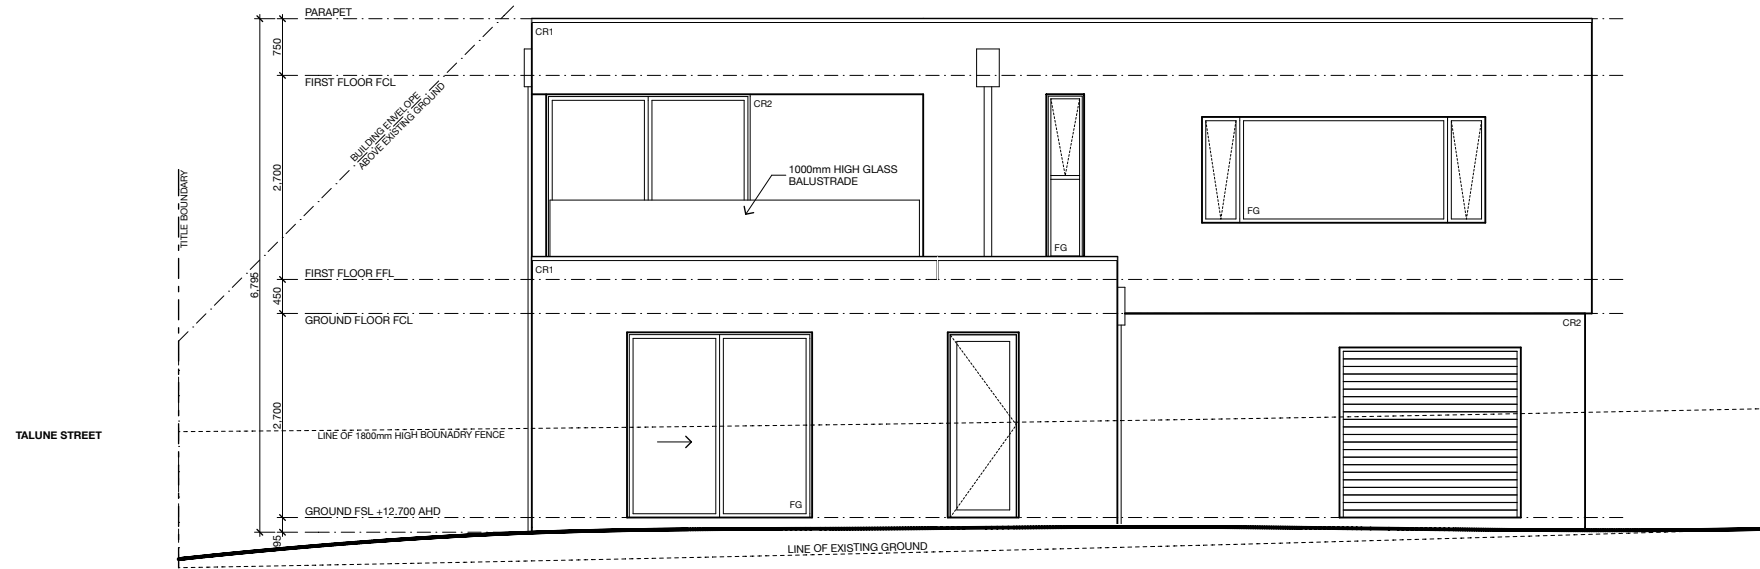 PARAPET
CR1
750
FIRST FLOOR FCL
BUILDING ENVELOPE
ABOVE EXISTING GROUND
CR2
2,700
1000mm HIGH GLASS
BALUSTRADE
TITLE BOUNDARY
FG
FG
FIRST FLOOR FFL
CR1
6,795
450
GROUND FLOOR FCL
CR2
2,700
TALUNE STREET
LINE OF 1800mm HIGH BOUNADRY FENCE
FG
GROUND FSL +12.700 AHD
LINE OF EXISTING GROUND